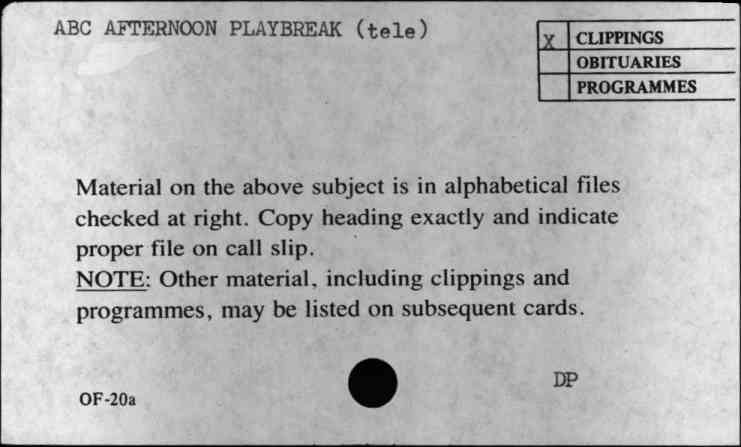 ABC AFTERNOON PLAYBREAK (tele)
X CLIPPINGS
OBITUARIES
PROGRAMMES
Material on the above subject is in alphabetical files
checked at right. Copy heading exactly and indicate
proper file on call slip.
NOTE: Other material, including clippings and
programmes, may be listed on subsequent cards.
DP
OF-20a